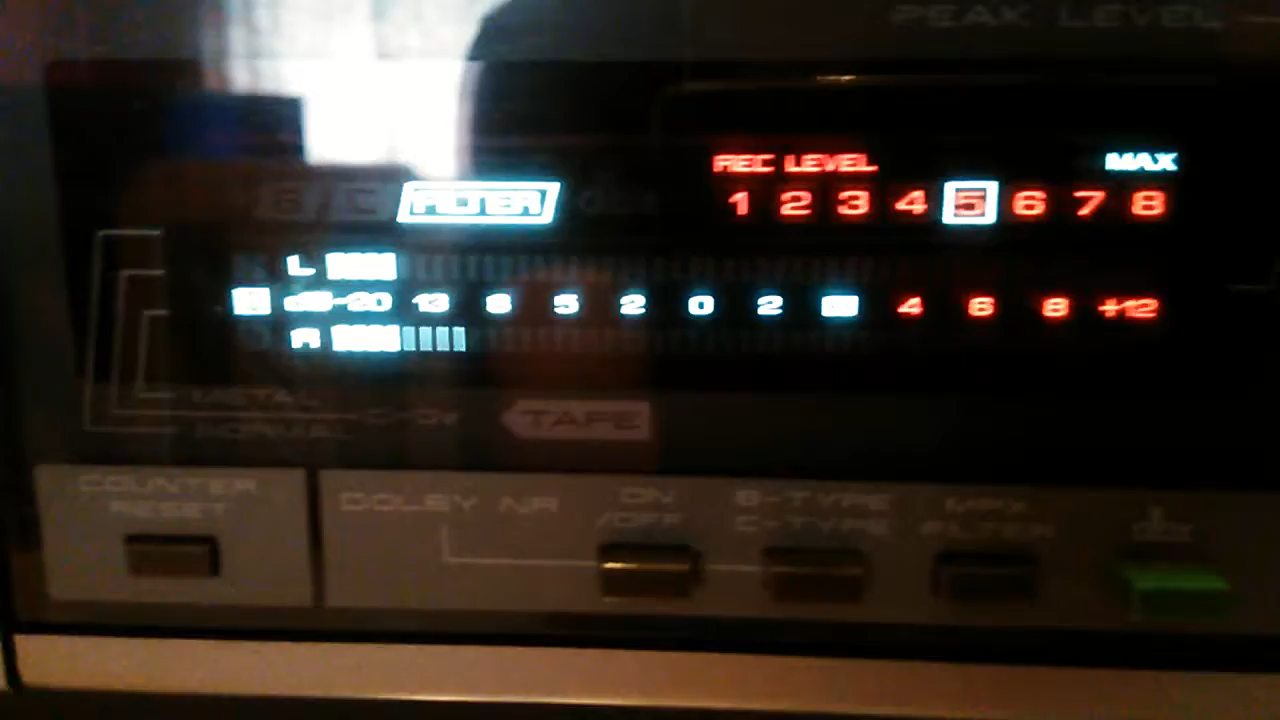 PEAK LEVEL
REC LEVEL MAX
B C FILTER dbx
1 2 3 4 5 6 7 8
L
dB-20 13 8 5 2 0 2 4 6 8 +12
R
METAL
NORMAL
TAPE
COUNTER RESET
DOLBY NR
ON /OFF
B-TYPE C-TYPE
MPX FILTER
dbx